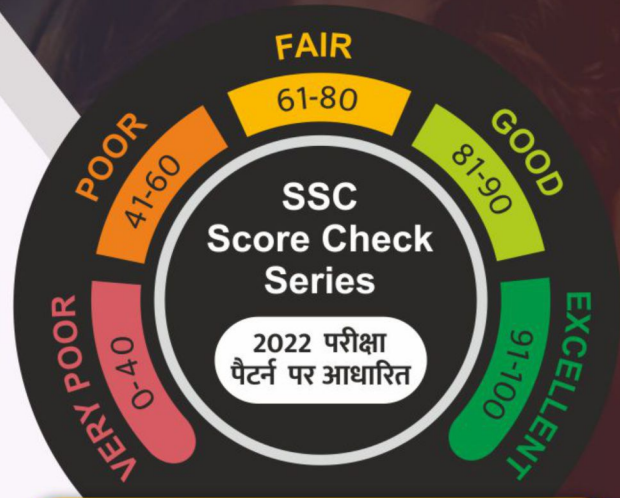 VERY POOR
0-40
POOR
41-60
FAIR
61-80
GOOD
81-90
EXCELLENT
91-100
SSC
Score Check
Series
2022 परीक्षा
पैटर्न पर आधारित